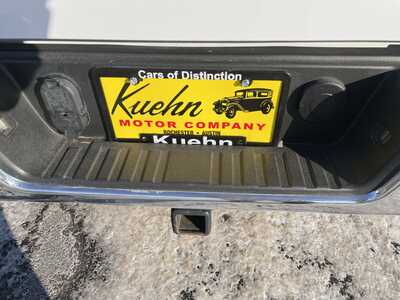 Cars of Distinction
Kuehn
MOTOR COMPANY
ROCHESTER • AUSTIN
Kuehn